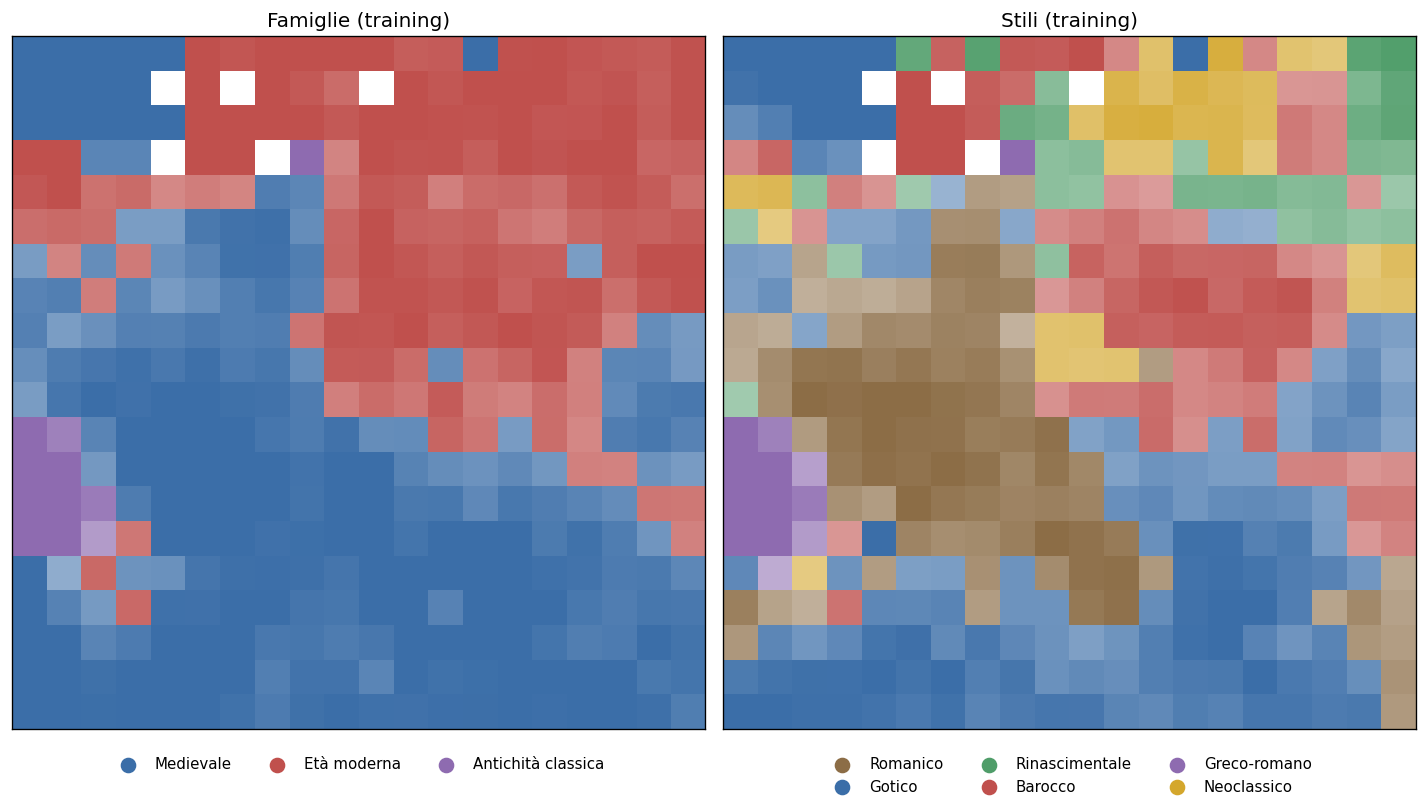 Famiglie (training)
Stili (training)
Medievale
Età moderna
Antichità classica
Romanico
Rinascimentale
Greco-romano
Gotico
Barocco
Neoclassico